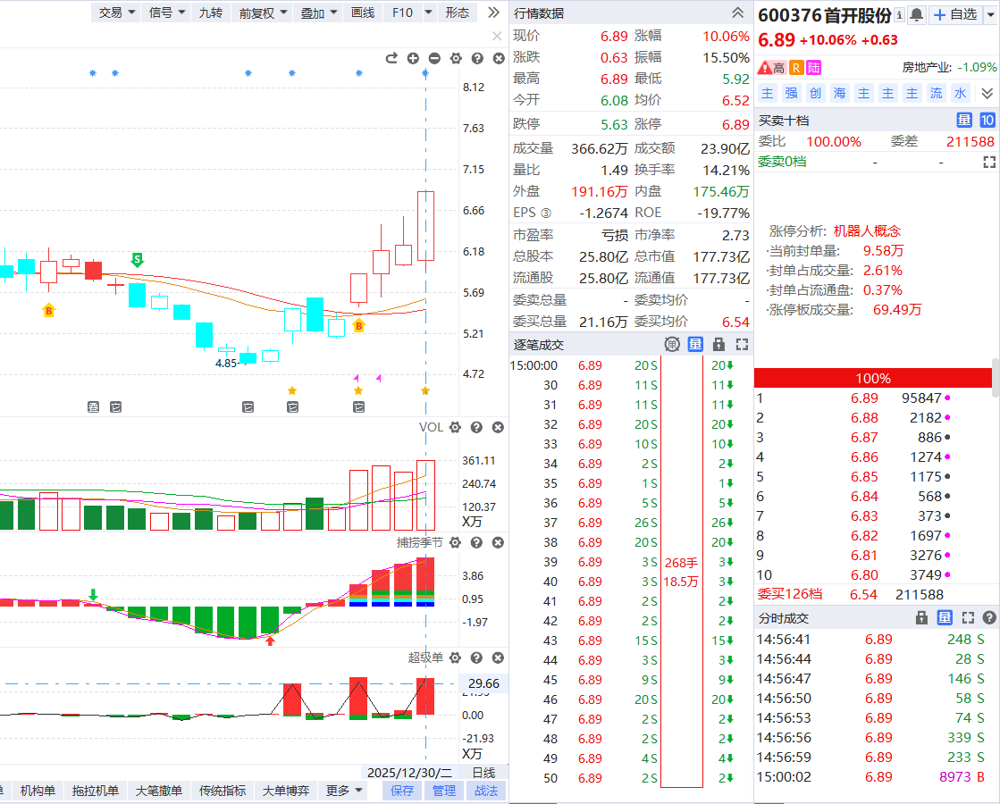 交易 信号 九转 前复权 叠加 画线 F10 形态
8.12
7.63
7.15
6.66
6.18
5.69
5.21
4.72
S
B
B
4.85
叠 它 它 它 它
VOL
361.11
240.74
120.37
X万
捕捞季节
3.86
0.95
-1.97
超级单
29.66
0.00
-21.93
X万
2025/12/30/二 日线
机构单 拖拉机单 大笔撤单 传统指标 大单博弈 更多 保存 管理 战法
行情数据
现价 6.89 涨幅 10.06%
涨跌 0.63 振幅 15.50%
最高 6.89 最低 5.92
今开 6.08 均价 6.52
跌停 5.63 涨停 6.89
成交量 366.62万 成交额 23.90亿
量比 1.49 换手率 14.21%
外盘 191.16万 内盘 175.46万
EPS ③ -1.2674 ROE -19.77%
市盈率 亏损 市净率 2.73
总股本 25.80亿 总市值 177.73亿
流通股 25.80亿 流通值 177.73亿
委卖总量 - 委卖均价 -
委买总量 21.16万 委买均价 6.54
逐笔成交 单 量
15:00:00 6.89 20 S 20
30 6.89 11 S 11
31 6.89 11 S 11
32 6.89 20 S 20
33 6.89 10 S 10
34 6.89 2 S 2
35 6.89 1 S 1
36 6.89 5 S 5
37 6.89 26 S 26
38 6.89 20 S 20
39 6.89 3 S 268手 3
40 6.89 3 S 18.5万 3
41 6.89 2 S 2
42 6.89 2 S 2
43 6.89 15 S 15
44 6.89 3 S 3
45 6.89 9 S 9
46 6.89 20 S 20
47 6.89 2 S 2
48 6.89 2 S 2
49 6.89 4 S 4
50 6.89 2 S 2
600376 首开股份 自选
6.89 +10.06% +0.63
高 R 陆 房地产业: -1.09%
主 强 创 海 主 主 主 流 水
买卖十档 量 10
委比 100.00% 委差 211588
委卖0档 - -
涨停分析: 机器人概念
·当前封单量: 9.58万
·封单占成交量: 2.61%
·封单占流通盘: 0.37%
·涨停板成交量: 69.49万
100%
1 6.89 95847
2 6.88 2182
3 6.87 886
4 6.86 1274
5 6.85 1175
6 6.84 568
7 6.83 373
8 6.82 1697
9 6.81 3276
10 6.80 3749
委买126档 6.54 211588
分时成交 量
14:56:41 6.89 248 S
14:56:44 6.89 28 S
14:56:47 6.89 146 S
14:56:50 6.89 58 S
14:56:53 6.89 74 S
14:56:56 6.89 339 S
14:56:59 6.89 233 S
15:00:02 6.89 8973 B